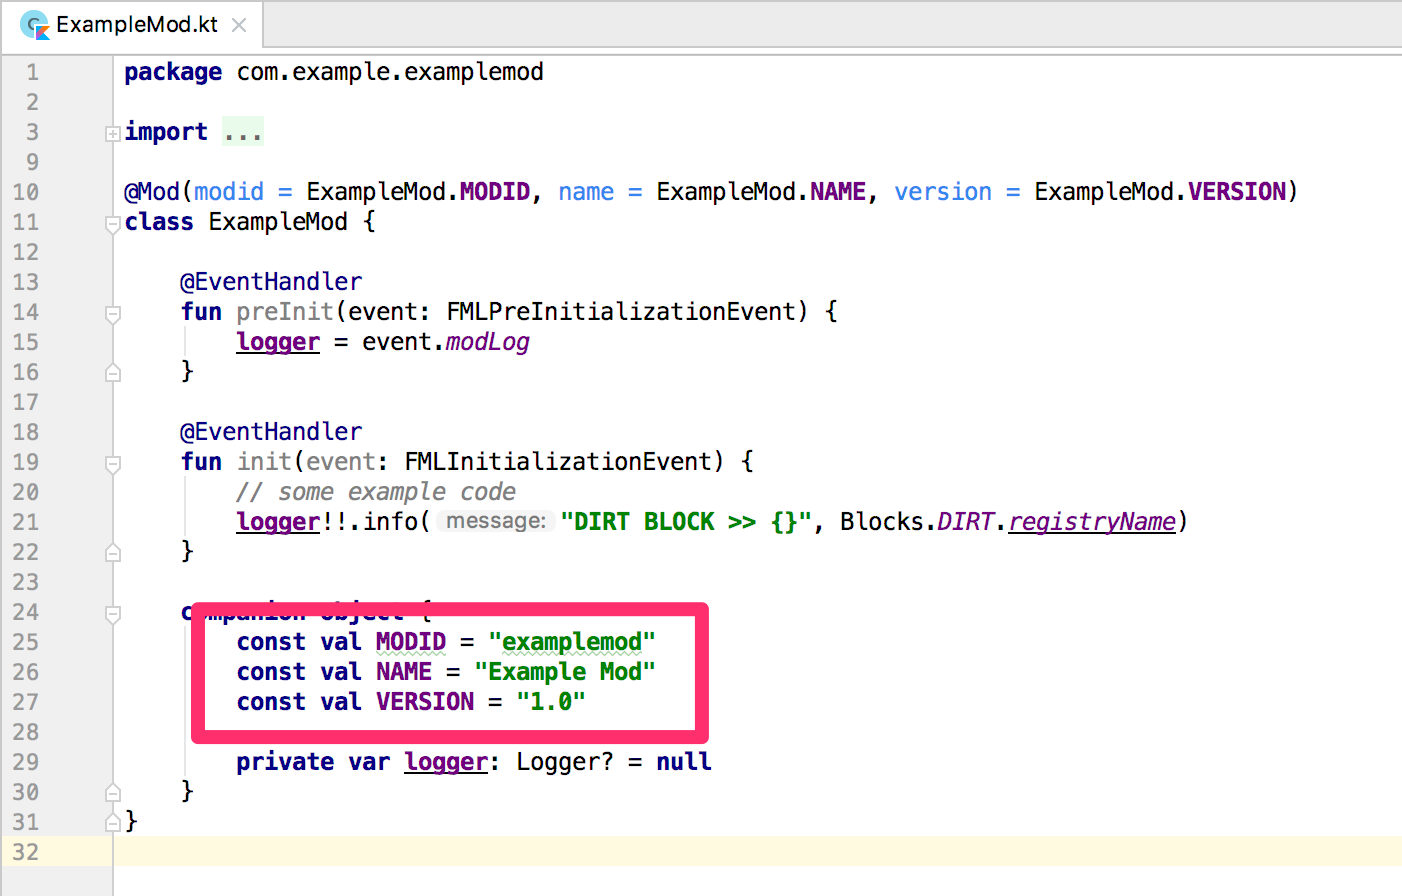 ExampleMod.kt
1 package com.example.examplemod
2
3 import ...
9
10 @Mod(modid = ExampleMod.MODID, name = ExampleMod.NAME, version = ExampleMod.VERSION)
11 class ExampleMod {
12
13 @EventHandler
14 fun preInit(event: FMLPreInitializationEvent) {
15 logger = event.modLog
16 }
17
18 @EventHandler
19 fun init(event: FMLInitializationEvent) {
20 // some example code
21 logger!!.info( message: "DIRT BLOCK >> {}", Blocks.DIRT.registryName)
22 }
23
24 companion object {
25 const val MODID = "examplemod"
26 const val NAME = "Example Mod"
27 const val VERSION = "1.0"
28
29 private var logger: Logger? = null
30 }
31 }
32